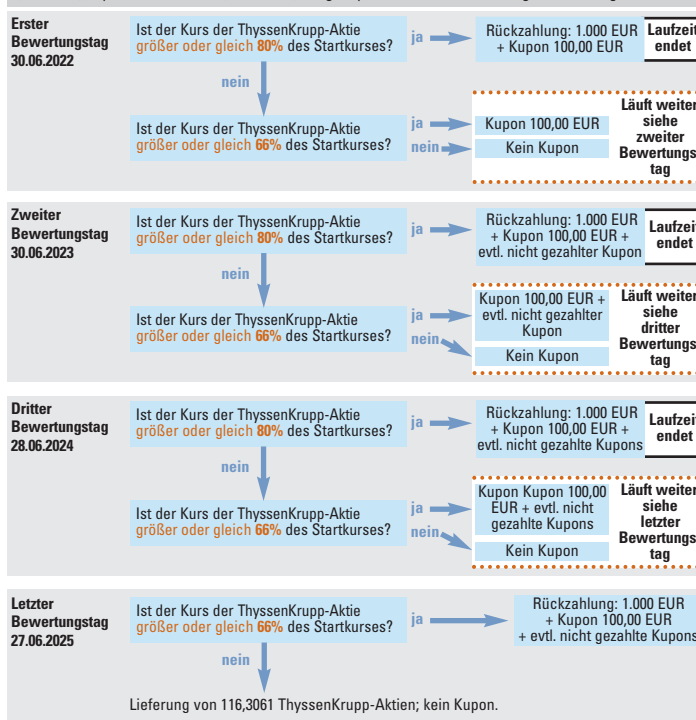 Erster
Bewertungstag
30.06.2022
Ist der Kurs der ThyssenKrupp-Aktie
größer oder gleich 80% des Startkurses?
ja
Rückzahlung: 1.000 EUR
+ Kupon 100,00 EUR
Laufzeit
endet
nein
Ist der Kurs der ThyssenKrupp-Aktie
größer oder gleich 66% des Startkurses?
ja
Kupon 100,00 EUR
nein
Kein Kupon
Läuft weiter
siehe
zweiter
Bewertungs
tag
Zweiter
Bewertungstag
30.06.2023
Ist der Kurs der ThyssenKrupp-Aktie
größer oder gleich 80% des Startkurses?
ja
Rückzahlung: 1.000 EUR
+ Kupon 100,00 EUR +
evtl. nicht gezahlter Kupon
Laufzeit
endet
nein
Ist der Kurs der ThyssenKrupp-Aktie
größer oder gleich 66% des Startkurses?
ja
Kupon 100,00 EUR +
evtl. nicht gezahlter
Kupon
nein
Kein Kupon
Läuft weiter
siehe
dritter
Bewertungs
tag
Dritter
Bewertungstag
28.06.2024
Ist der Kurs der ThyssenKrupp-Aktie
größer oder gleich 80% des Startkurses?
ja
Rückzahlung: 1.000 EUR
+ Kupon 100,00 EUR +
evtl. nicht gezahlte Kupons
Laufzeit
endet
nein
Ist der Kurs der ThyssenKrupp-Aktie
größer oder gleich 66% des Startkurses?
ja
Kupon Kupon 100,00
EUR + evtl. nicht
gezahlte Kupons
nein
Kein Kupon
Läuft weiter
siehe
letzter
Bewertungs
tag
Letzter
Bewertungstag
27.06.2025
Ist der Kurs der ThyssenKrupp-Aktie
größer oder gleich 66% des Startkurses?
ja
Rückzahlung: 1.000 EUR
+ Kupon 100,00 EUR
+ evtl. nicht gezahlte Kupons
nein
Lieferung von 116,3061 ThyssenKrupp-Aktien; kein Kupon.